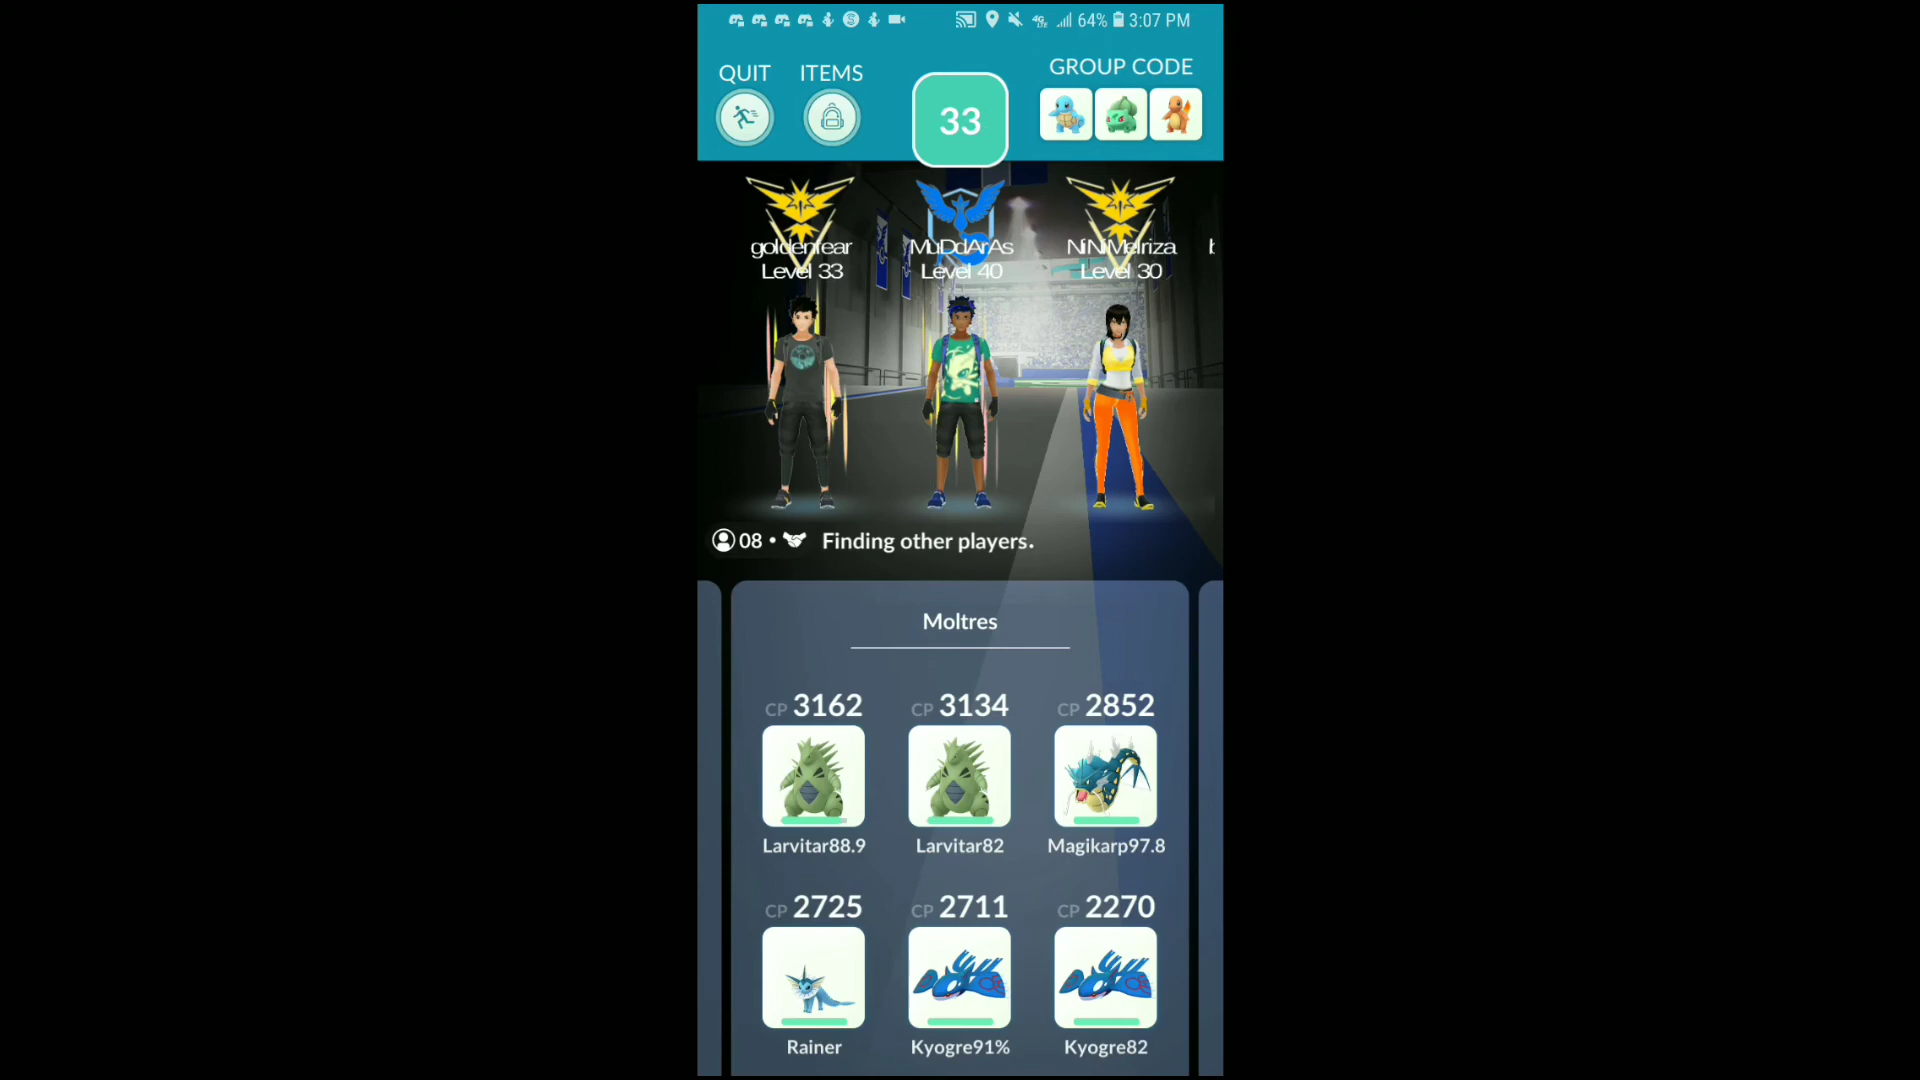 64% 3:07 PM
QUIT ITEMS
GROUP CODE
33
goldenfear MuDdArAs
Level 33 Level 40 Level 30
08 • Finding other players.
Moltres
CP 3162 CP 3134 CP 2852
Larvitar88.9 Larvitar82 Magikarp97.8
CP 2725 CP 2711 CP 2270
Rainer Kyogre91% Kyogre82